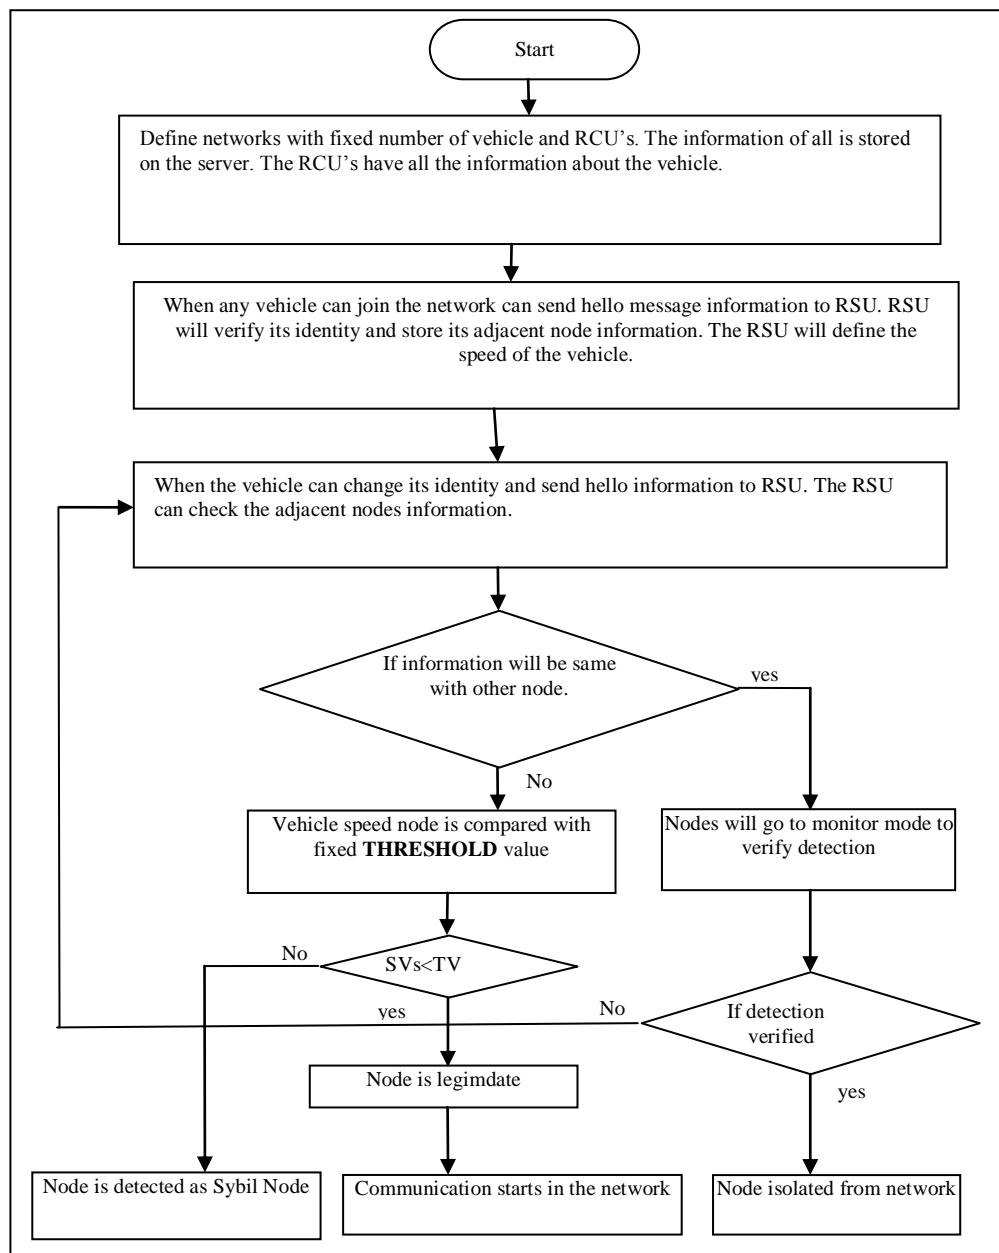 Start
Define networks with fixed number of vehicle and RCU's. The information of all is stored
on the server. The RCU's have all the information about the vehicle.
When any vehicle can join the network can send hello message information to RSU. RSU
will verify its identity and store its adjacent node information. The RSU will define the
speed of the vehicle.
When the vehicle can change its identity and send hello information to RSU. The RSU
can check the adjacent nodes information.
If information will be same
with other node.
yes
No
Vehicle speed node is compared with
fixed THRESHOLD value
Nodes will go to monitor mode to
verify detection
No
SVs<TV
yes
No
If detection
verified
Node is legimdate
yes
Node is detected as Sybil Node
Communication starts in the network
Node isolated from network